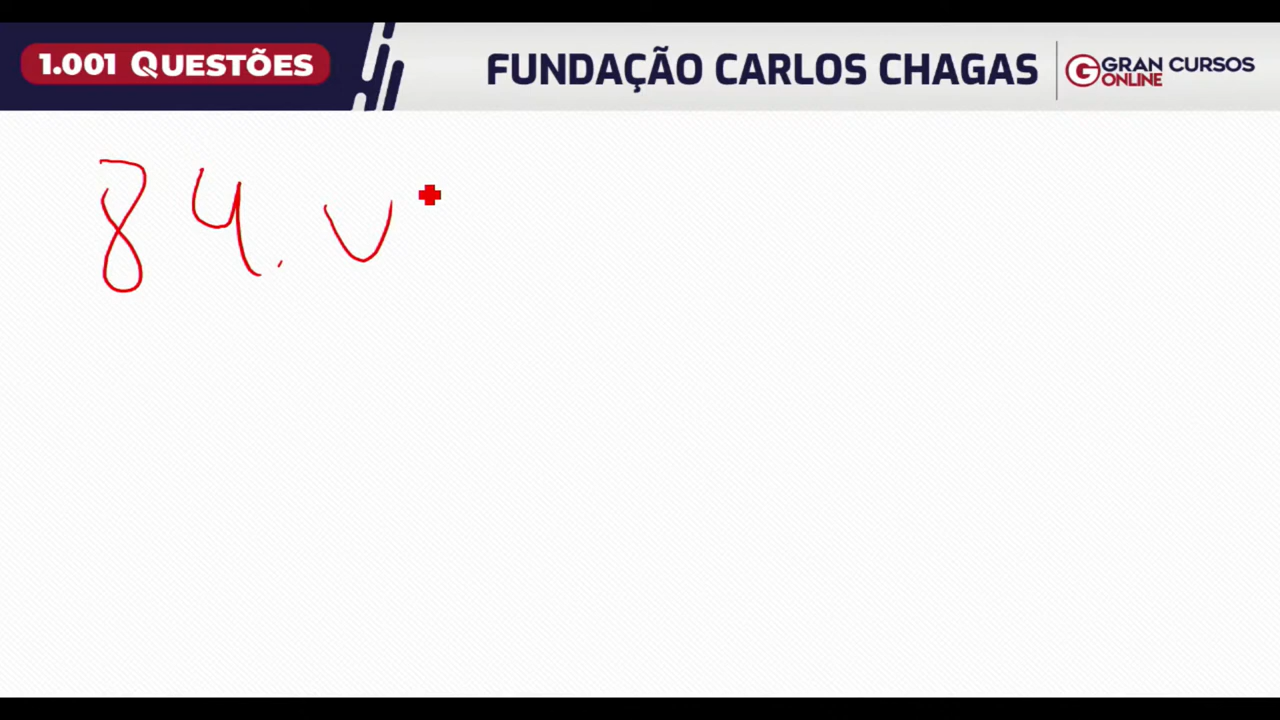 1.001 QUESTÕES
FUNDAÇÃO CARLOS CHAGAS
GRAN CURSOS
ONLINE
84. v